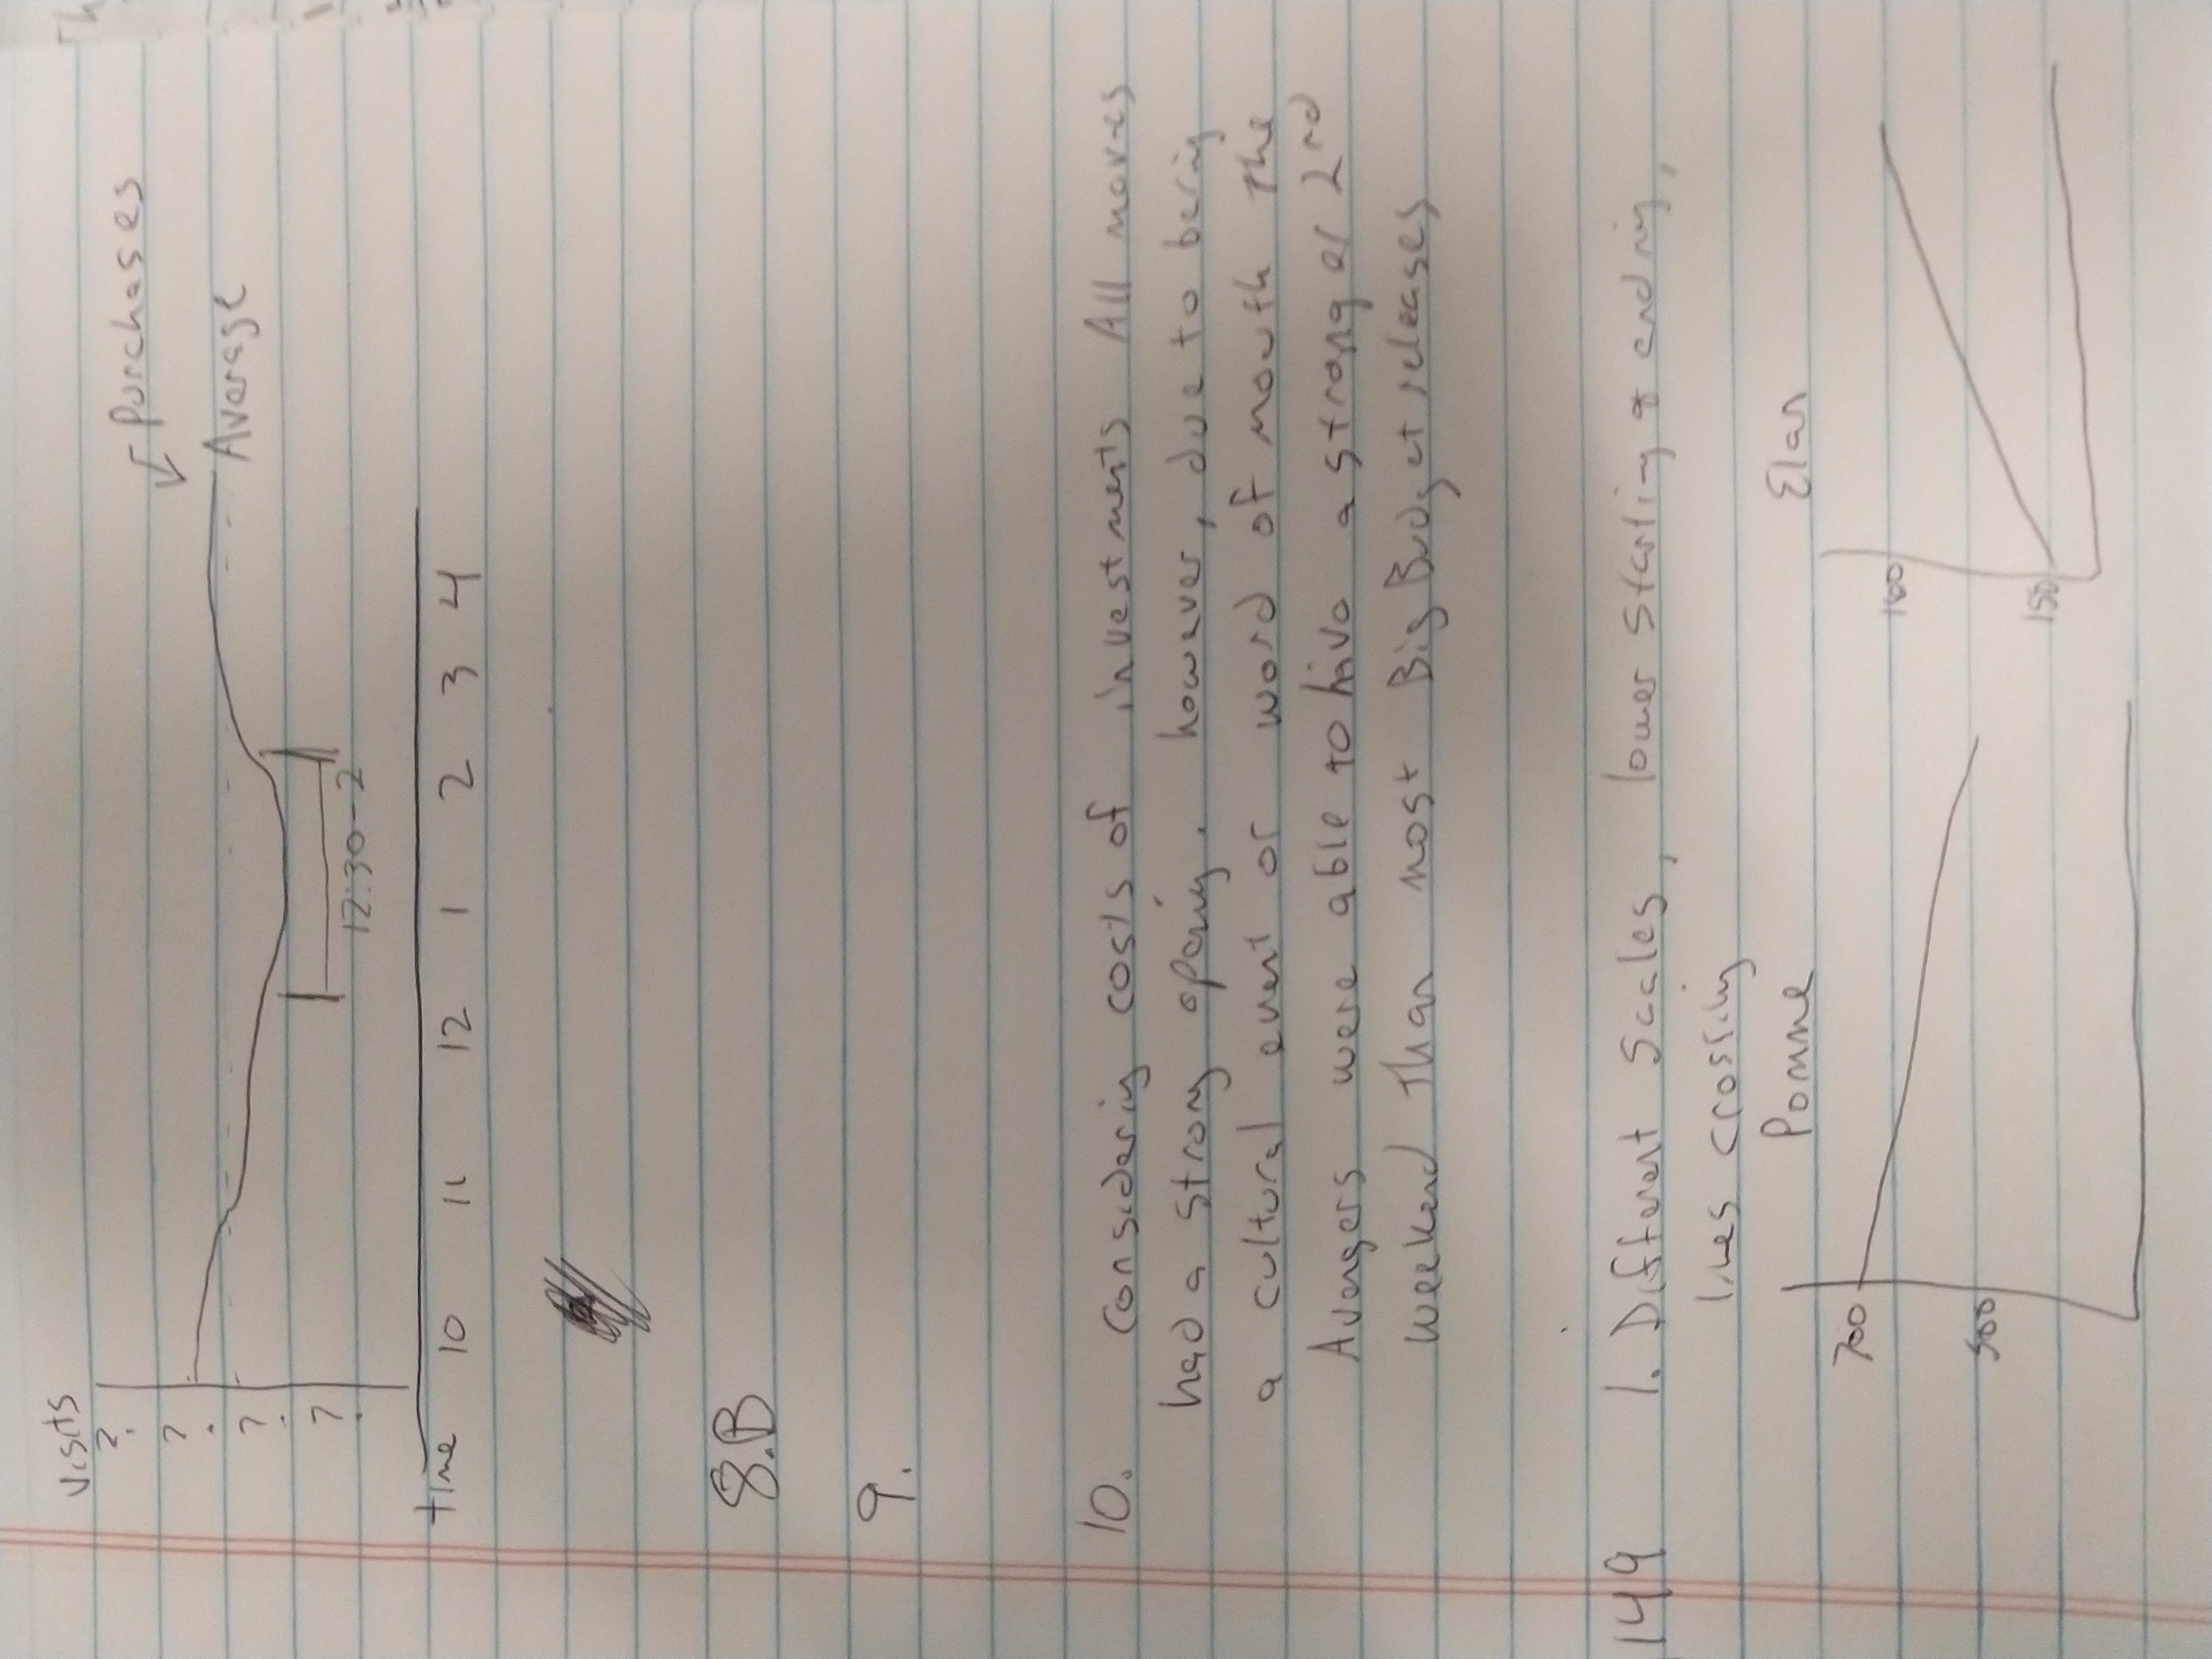 Visits
?
?
?
?
← Purchases
Average
12:30-2
Time 10 11 12 1 2 3 4
8.B
9.
10. Considering costs of investments All movies
had a strong opening. however, due to being
a cultural event or word of mouth the
Avengers were able to have a stronger 2nd
weekend than most Big Budget releases
149 1. Different Scales, lower starting & ending,
lines crossing
Pomme Elan
700
500
160
150